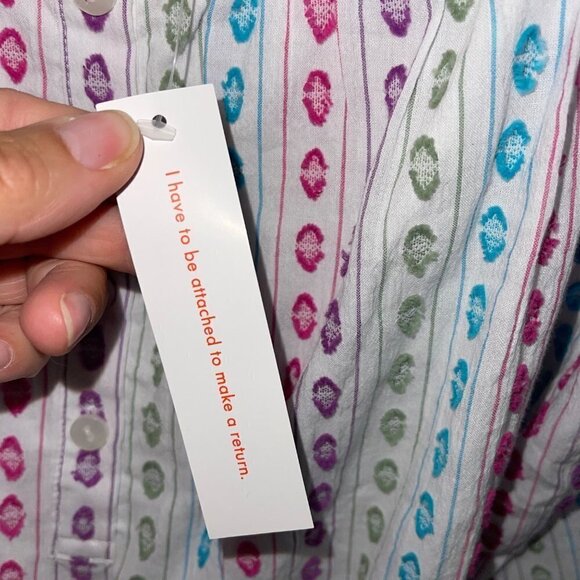 I have to be attached to make a return.